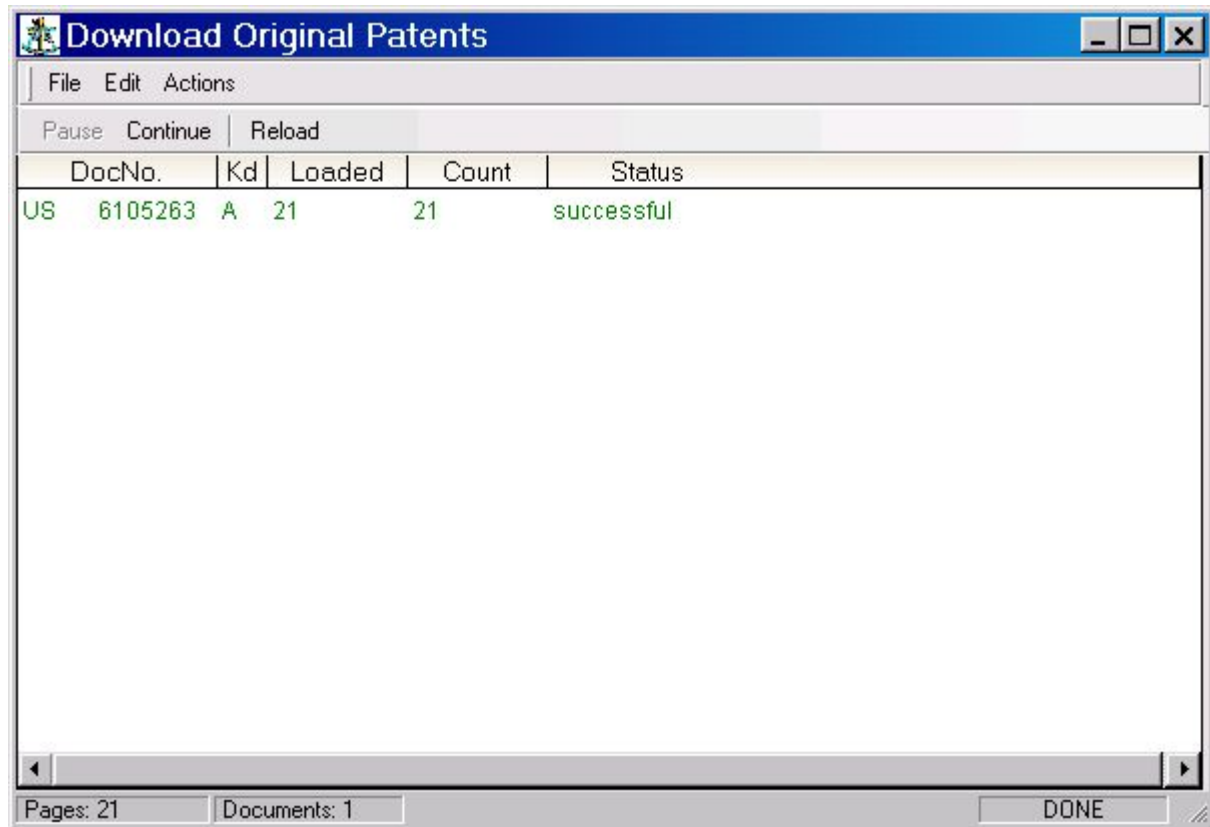 Download Original Patents
File Edit Actions
Pause Continue Reload
DocNo. Kd Loaded Count Status
US 6105263 A 21 21 successful
Pages: 21 Documents: 1 DONE